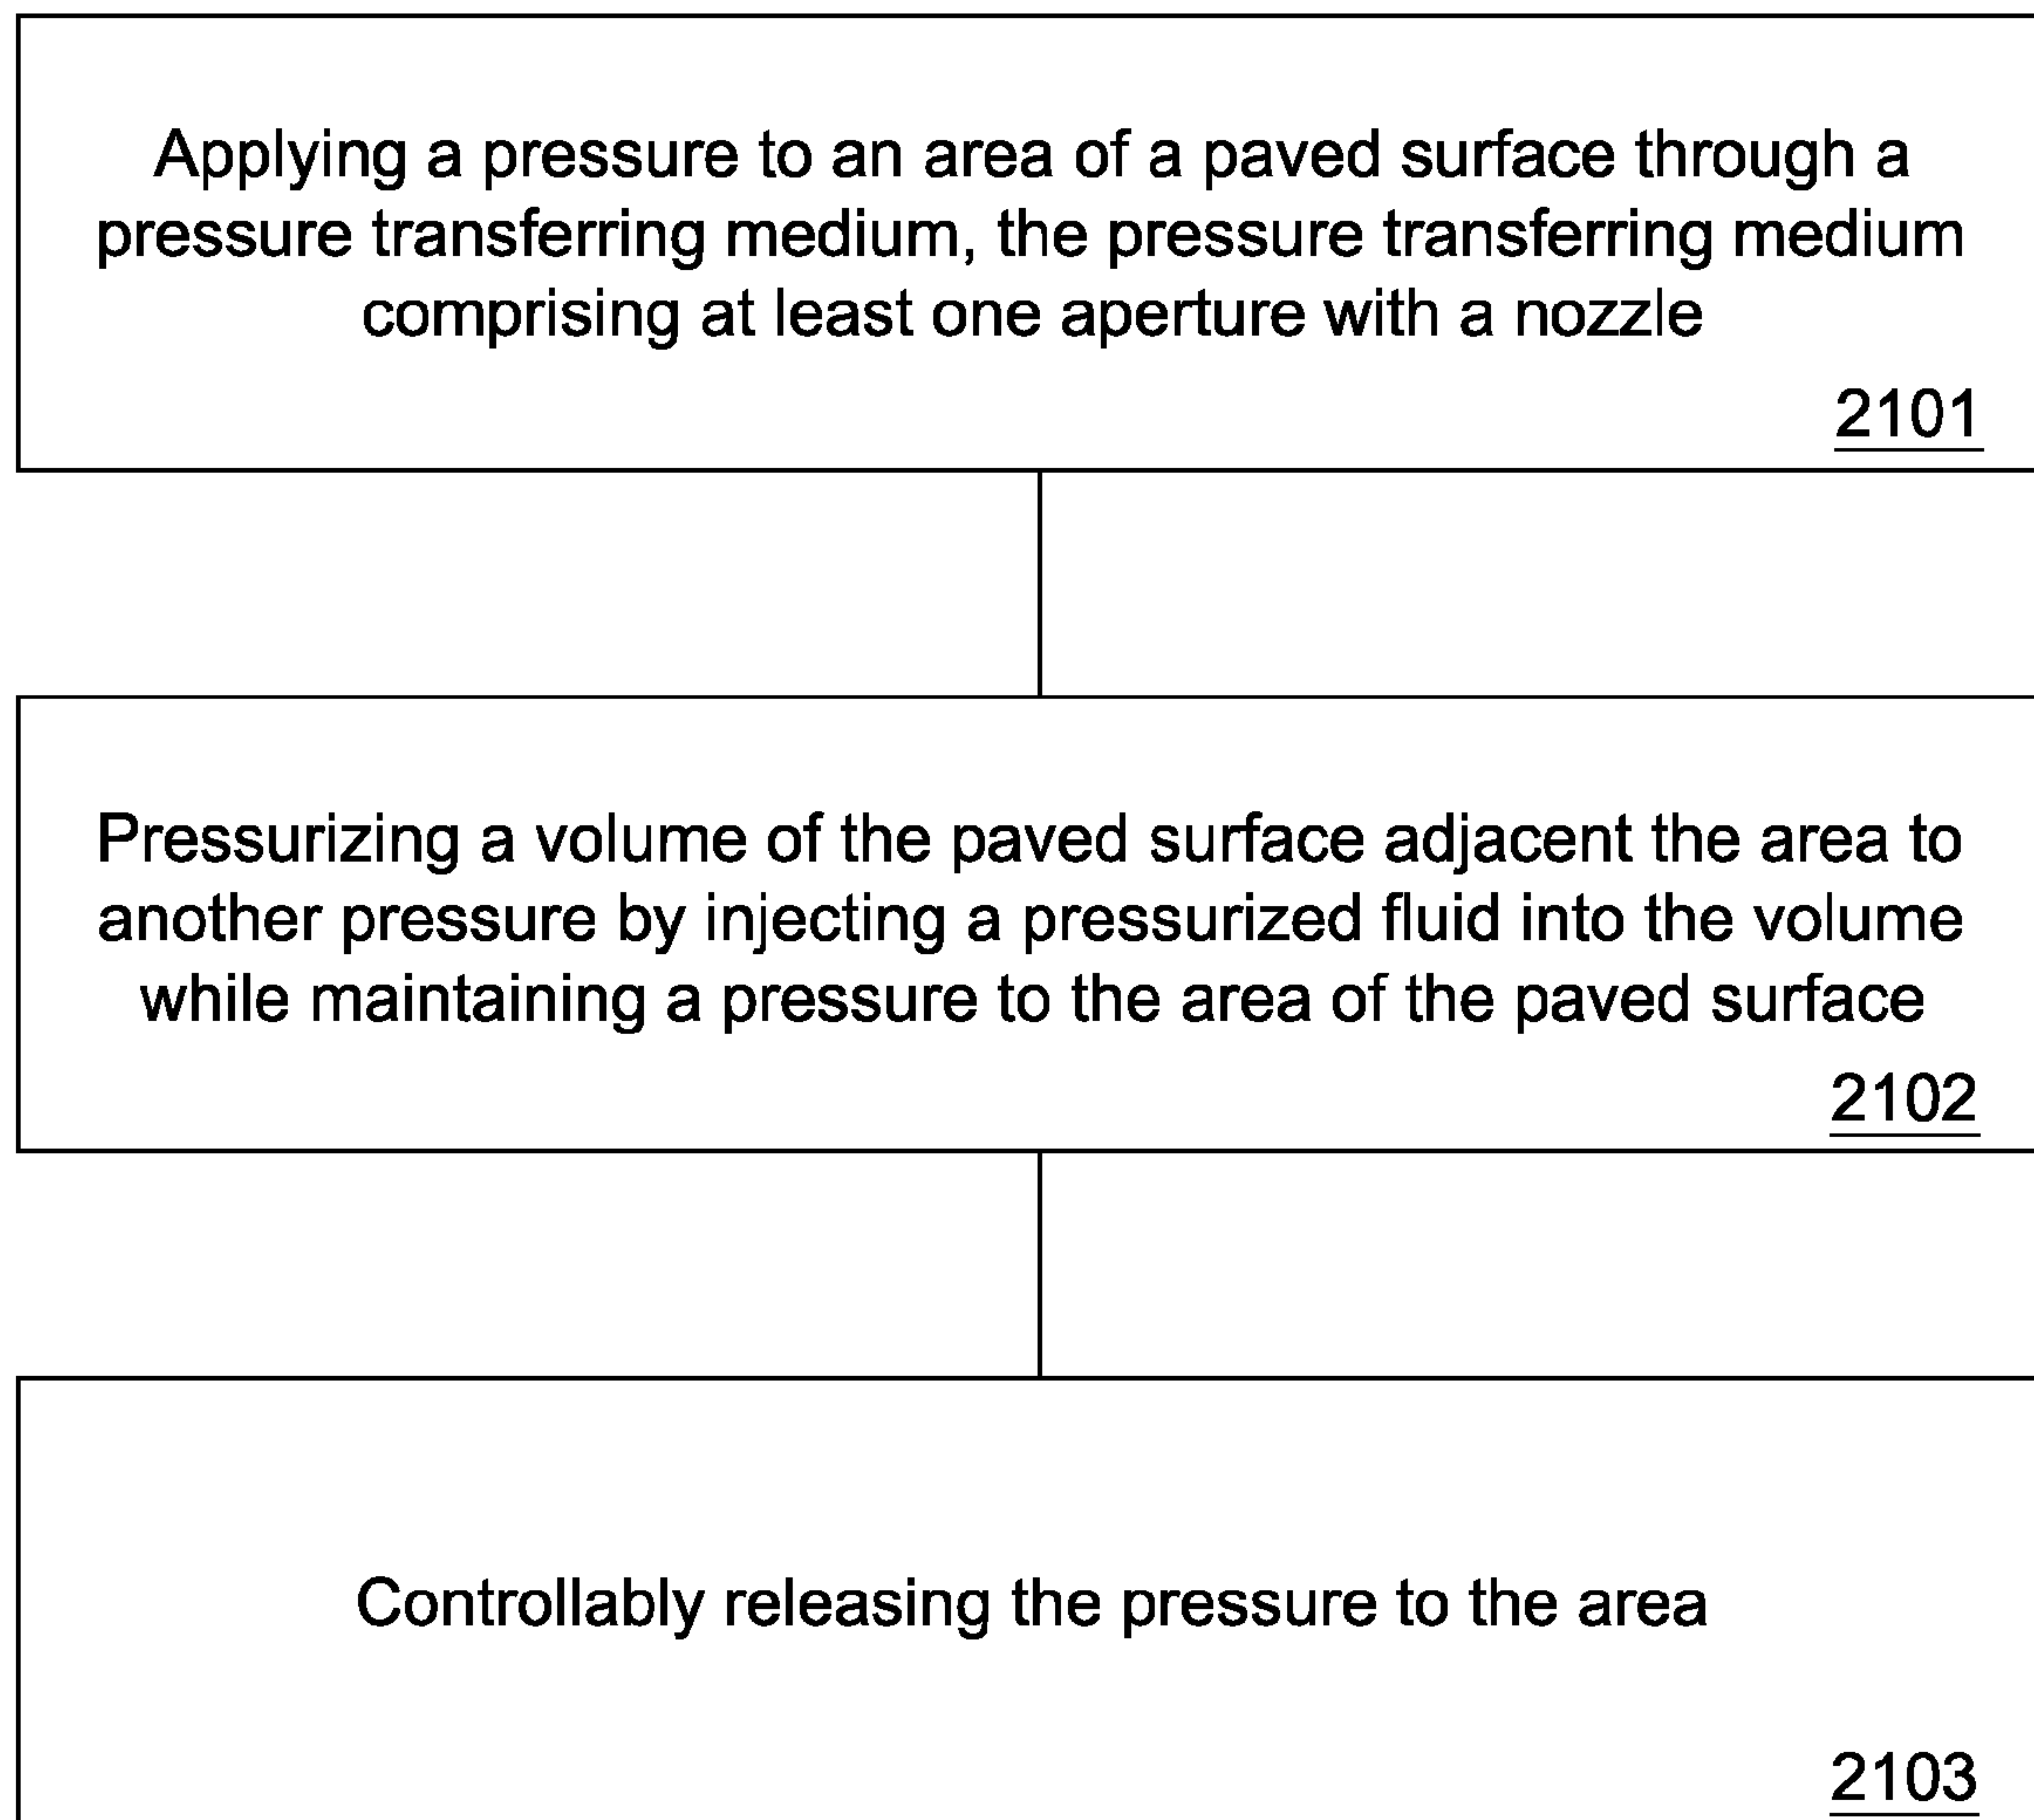 Applying a pressure to an area of a paved surface through a
pressure transferring medium, the pressure transferring medium
comprising at least one aperture with a nozzle
2101
Pressurizing a volume of the paved surface adjacent the area to
another pressure by injecting a pressurized fluid into the volume
while maintaining a pressure to the area of the paved surface
2102
Controllably releasing the pressure to the area
2103